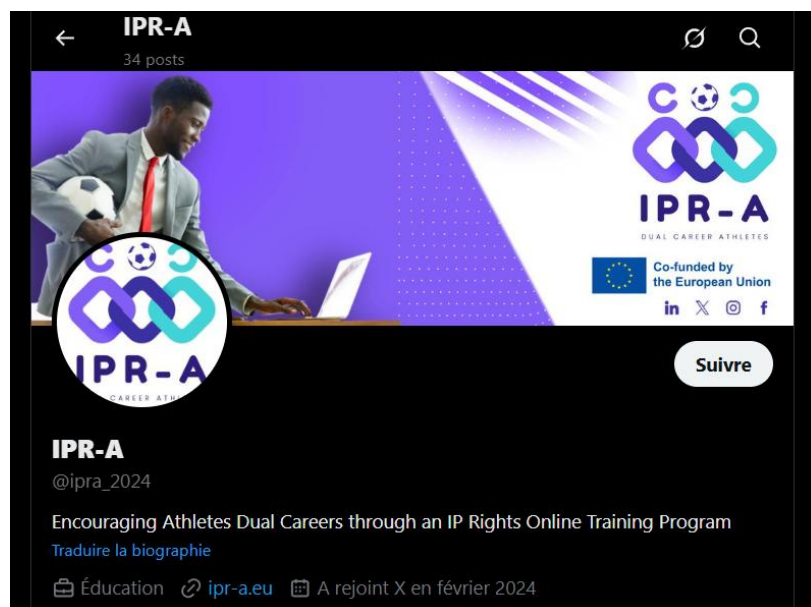 IPR-A
34 posts
IPR-A
DUAL CAREER ATHLETES
Co-funded by
the European Union
in X f
IPR-A
CAREER ATH
Suivre
IPR-A
@ipra_2024
Encouraging Athletes Dual Careers through an IP Rights Online Training Program
Traduire la biographie
Éducation ipr-a.eu A rejoint X en février 2024